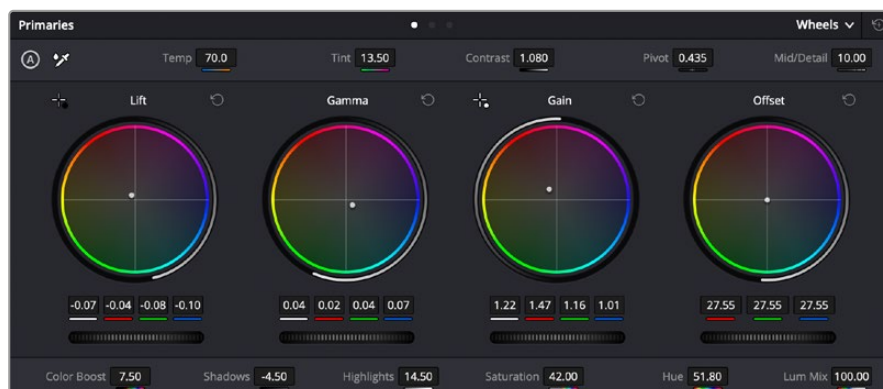 Primaries Wheels
A Temp 70.0 Tint 13.50 Contrast 1.080 Pivot 0.435 Mid/Detail 10.00
Lift Gamma Gain Offset
-0.07 -0.04 -0.08 -0.10 0.04 0.02 0.04 0.07 1.22 1.47 1.16 1.01 27.55 27.55 27.55
Color Boost 7.50 Shadows -4.50 Highlights 14.50 Saturation 42.00 Hue 51.80 Lum Mix 100.00